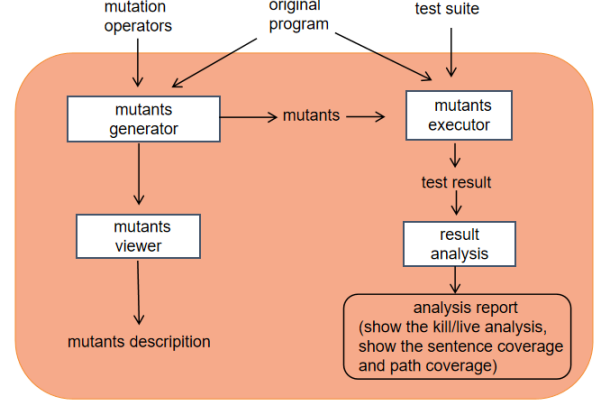 mutation
operators
original
program
test suite
mutants
generator
mutants
mutants
executor
test result
mutants
viewer
result
analysis
mutants descripition
analysis report
(show the kill/live analysis,
show the sentence coverage
and path coverage)